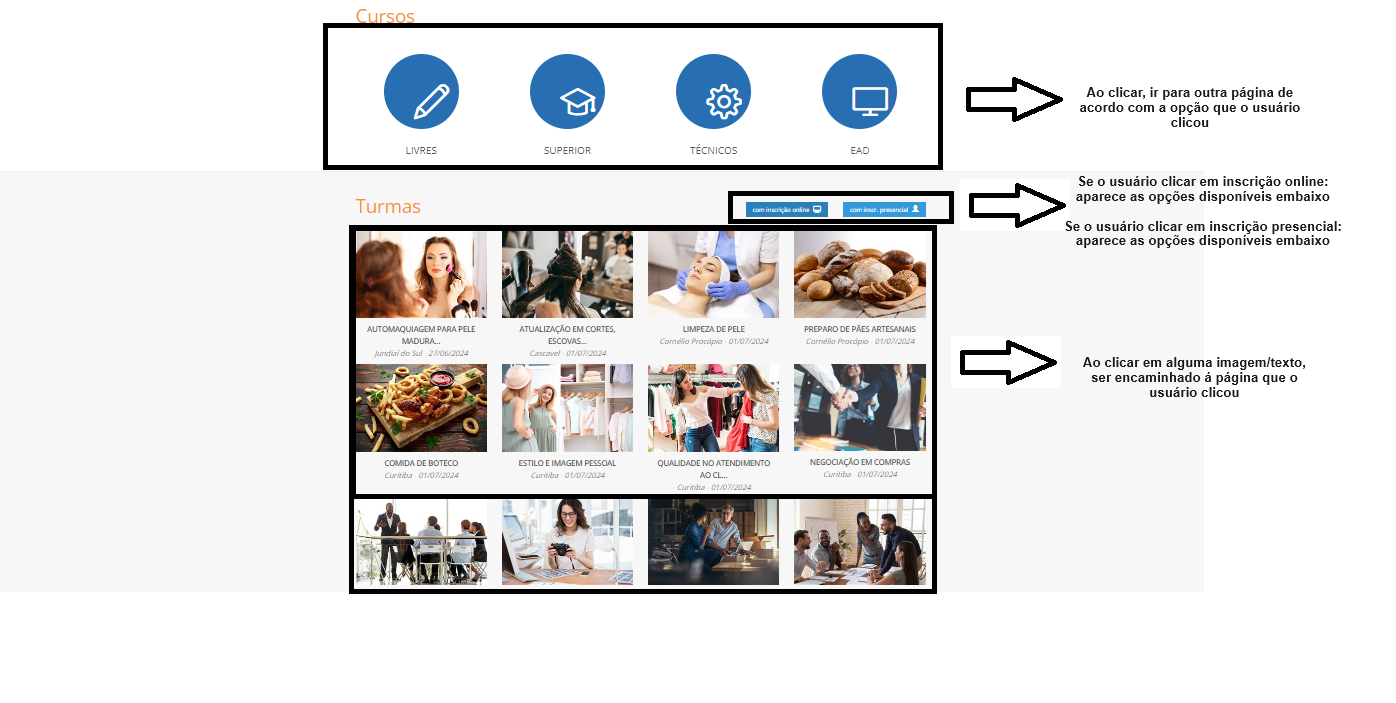 Cursos
LIVRES
SUPERIOR
TÉCNICOS
EAD
Ao clicar, ir para outra página de
acordo com a opção que o usuário
clicou
Turmas
com inscrição online
com inscr. presencial
Se o usuário clicar em inscrição online:
aparece as opções disponíveis embaixo
Se o usuário clicar em inscrição presencial:
aparece as opções disponíveis embaixo
AUTOMAQUIAGEM PARA PELE
MADURA...
Jundiaí do Sul - 27/06/2024
ATUALIZAÇÃO EM CORTES,
ESCOVAS...
Cascavel - 01/07/2024
LIMPEZA DE PELE
Cornélio Procópio - 01/07/2024
PREPARO DE PÃES ARTESANAIS
Cornélio Procópio - 01/07/2024
Ao clicar em alguma imagem/texto,
ser encaminhado á página que o
usuário clicou
COMIDA DE BOTECO
Curitiba - 01/07/2024
ESTILO E IMAGEM PESSOAL
Curitiba - 01/07/2024
QUALIDADE NO ATENDIMENTO
AO CL...
Curitiba - 01/07/2024
NEGOCIAÇÃO EM COMPRAS
Curitiba - 01/07/2024